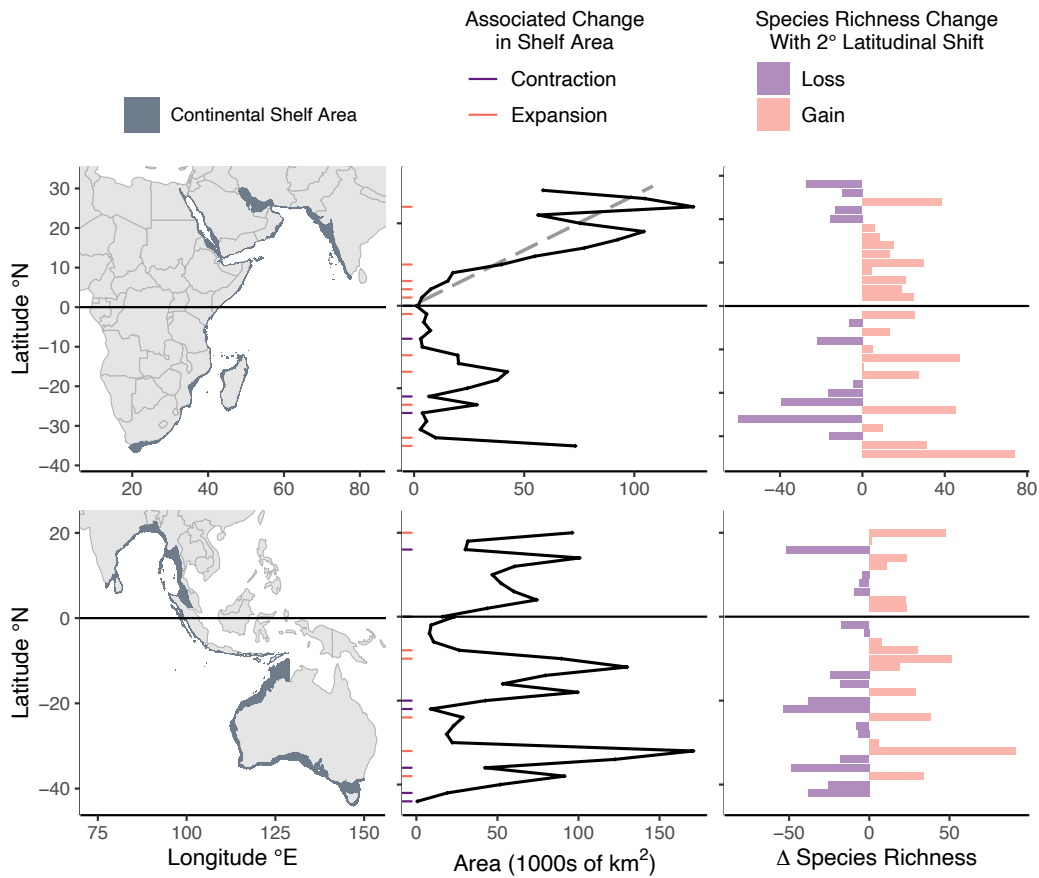 Associated Change
in Shelf Area
Species Richness Change
With 2° Latitudinal Shift
Continental Shelf Area
Contraction
Expansion
Loss
Gain
Latitude °N
30
20
10
0
−10
−20
−30
−40
20 40 60 80
0 50 100
−40 0 40 80
Latitude °N
20
0
−20
−40
75 100 125 150
0 50 100 150
−50 0 50
Longitude °E
Area (1000s of km²)
Δ Species Richness